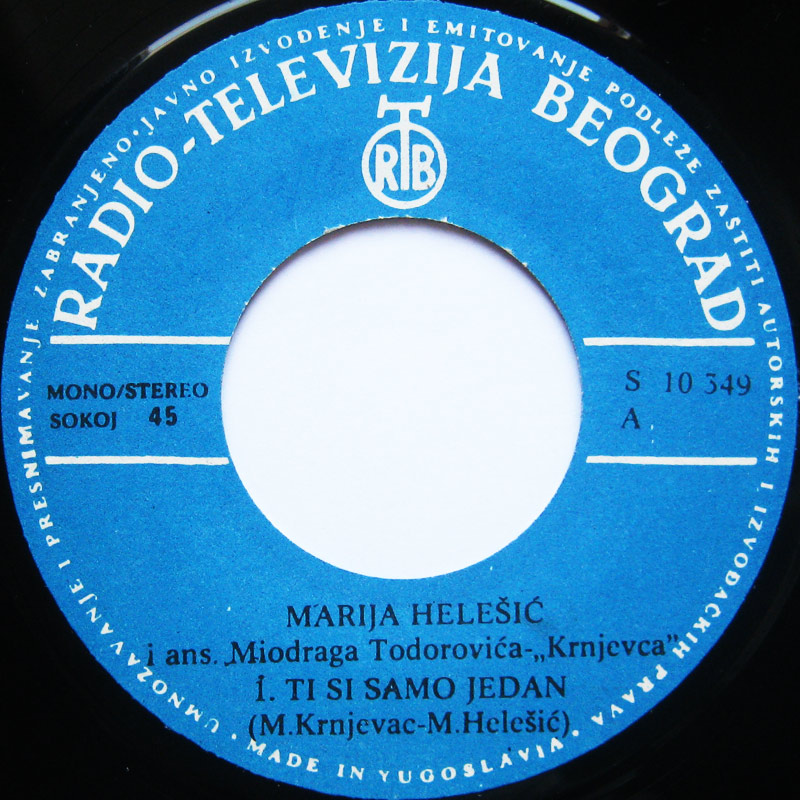 UMNOZAVANJE I PRESNIMAVANJE ZABRANJENO•JAVNO IZVOĐENJE I EMITOVANJE PODLEŽE ZAŠTITI AUTORSKIH I IZVOĐAČKIH PRAVA
RADIO-TELEVIZIJA BEOGRAD
RTB
MONO/STEREO
SOKOJ 45
S 10 349
A
MARIJA HELEŠIĆ
i ans. „Miodraga Todorovića-„Krnjevca"
1. TI SI SAMO JEDAN
(M.Krnjevac-M.Helešić)
• MADE IN YUGOSLAVIA •